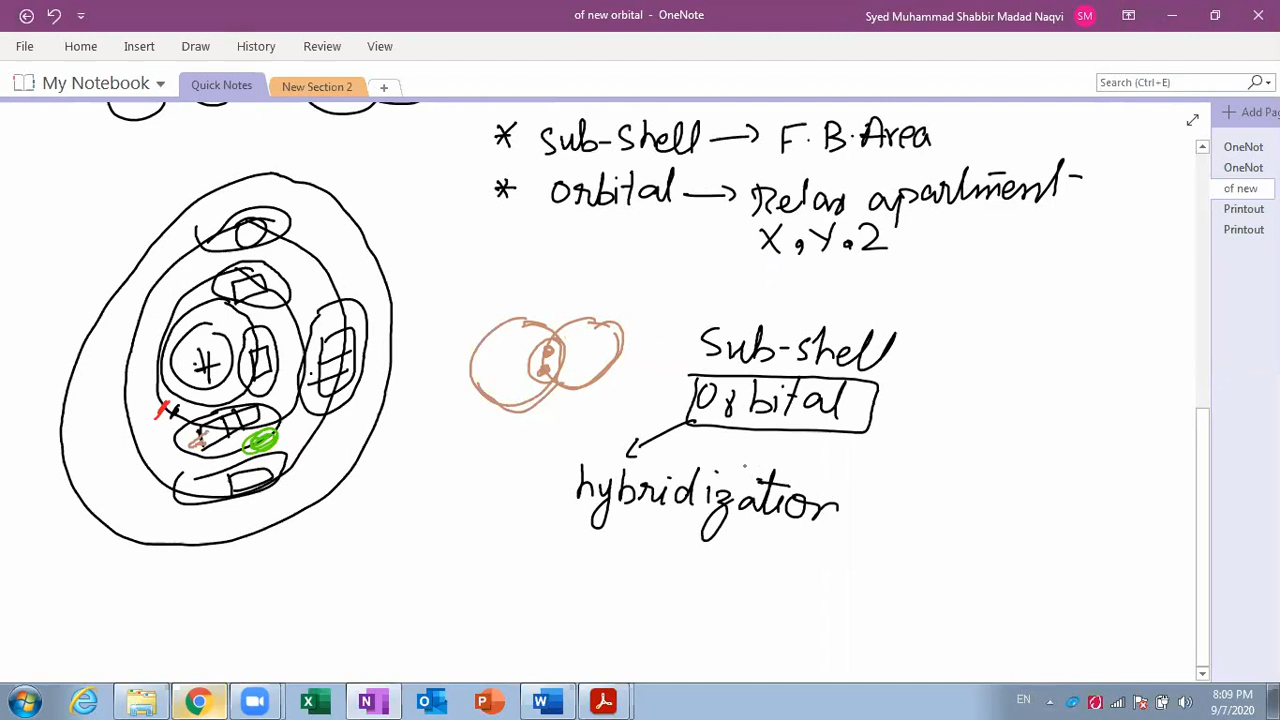 of new orbital - OneNote
Syed Muhammad Shabbir Madad Naqvi SM
File Home Insert Draw History Review View
My Notebook Quick Notes New Section 2 +
Search (Ctrl+E)
Add Pag
* Sub-Shell → F.B.Area
* Orbital → Relax apartment-
X, Y, Z
OneNot
OneNot
of new
Printout
Printout
Sub-shell
Orbital
hybridization
EN
8:09 PM
9/7/2020